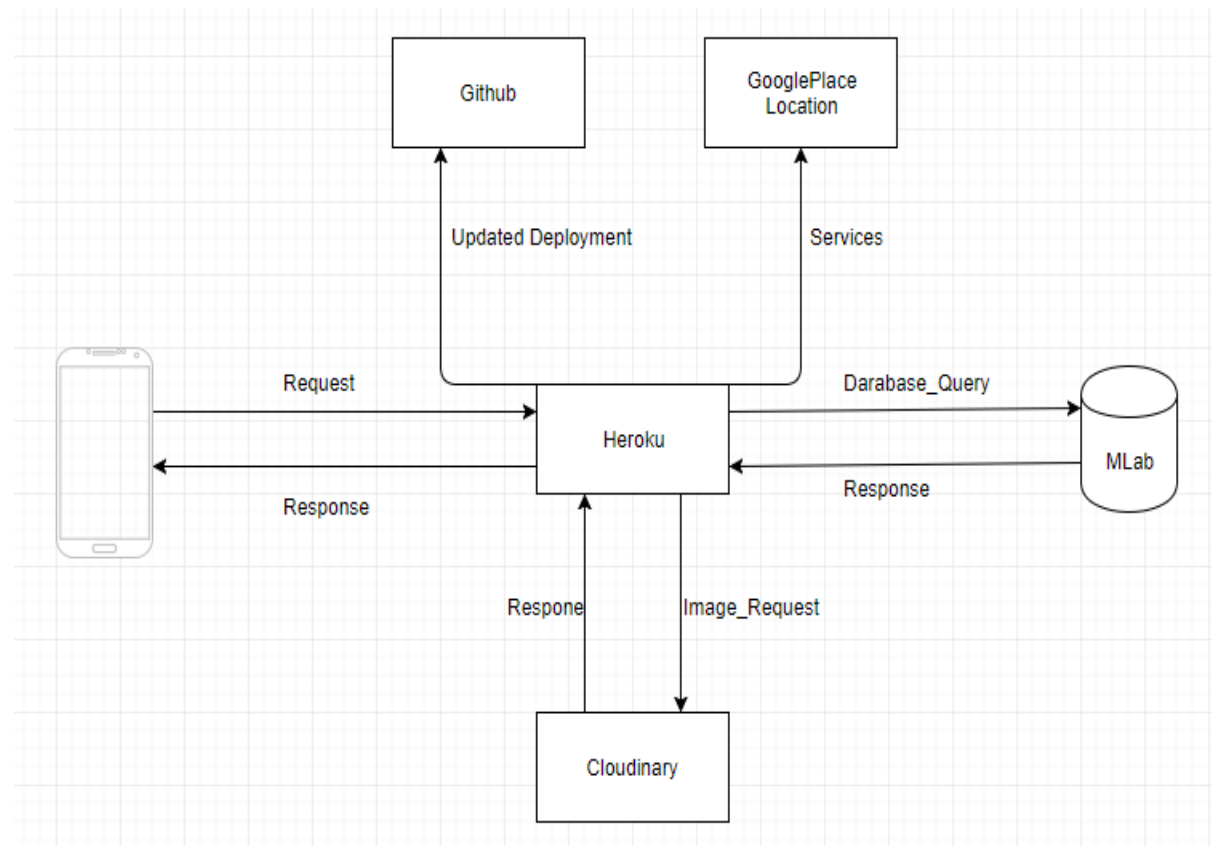 Github
GooglePlace
Location
Updated Deployment
Services
Request
Darabase_Query
Heroku
MLab
Response
Response
Respone
Image_Request
Cloudinary